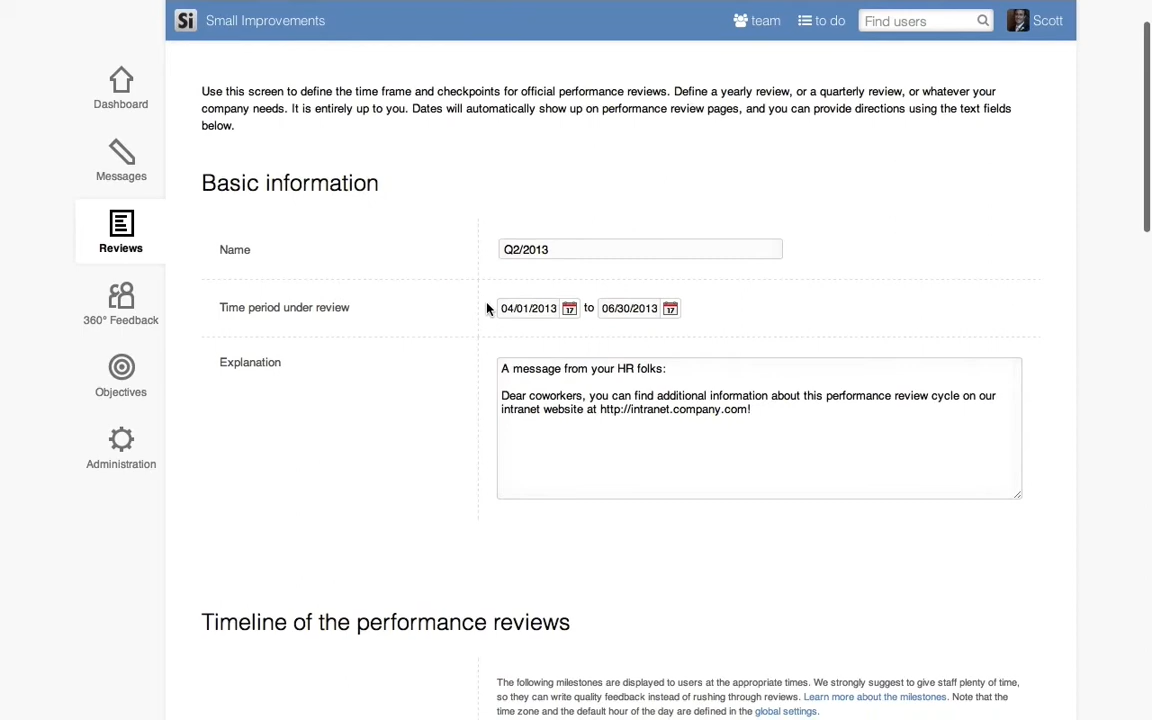 Si Small Improvements
team
to do
Find users
Scott
Dashboard
Messages
Reviews
360° Feedback
Objectives
Administration
Use this screen to define the time frame and checkpoints for official performance reviews. Define a yearly review, or a quarterly review, or whatever your
company needs. It is entirely up to you. Dates will automatically show up on performance review pages, and you can provide directions using the text fields
below.
Basic information
Name
Q2/2013
Time period under review
04/01/2013 17 to 06/30/2013 17
Explanation
A message from your HR folks:
Dear coworkers, you can find additional information about this performance review cycle on our
intranet website at http://intranet.company.com!
Timeline of the performance reviews
The following milestones are displayed to users at the appropriate times. We strongly suggest to give staff plenty of time,
so they can write quality feedback instead of rushing through reviews. Learn more about the milestones. Note that the
time zone and the default hour of the day are defined in the global settings.